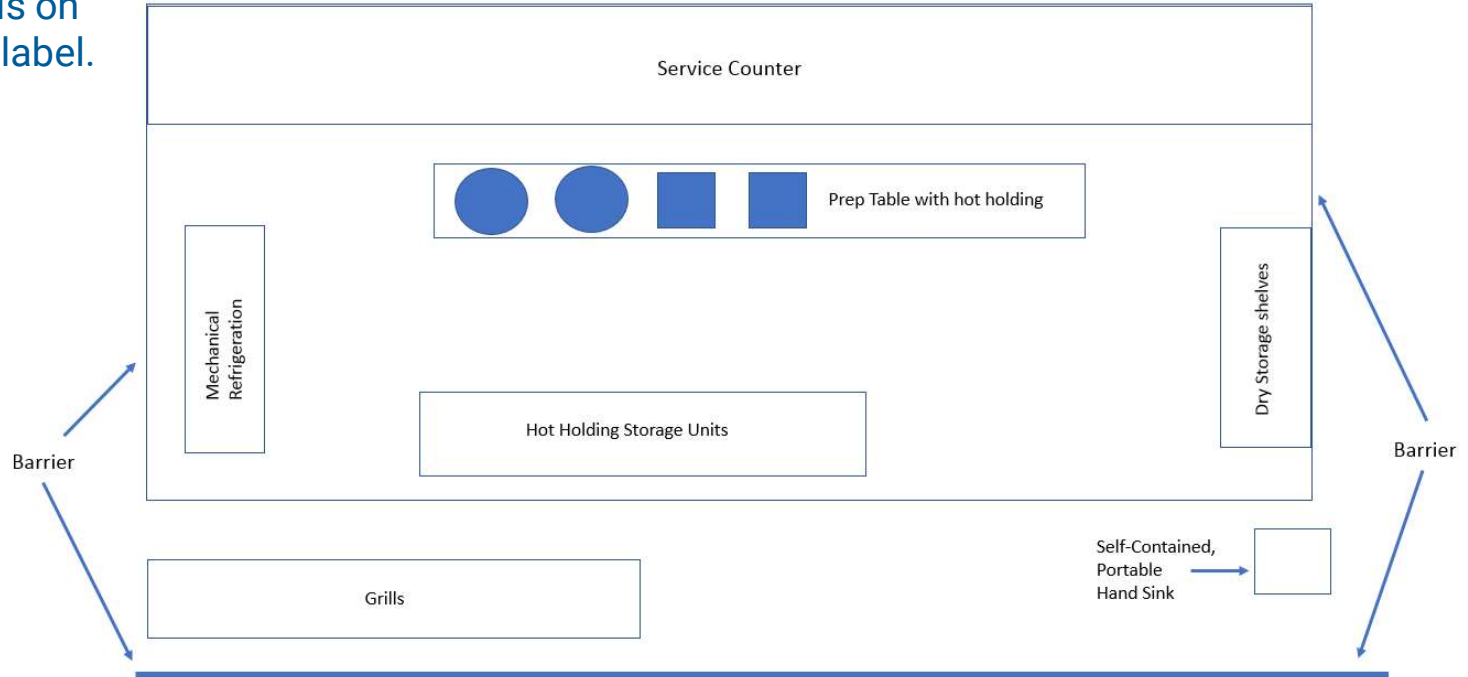 is on
label.
Service Counter
Prep Table with hot holding
Mechanical
Refrigeration
Dry Storage shelves
Hot Holding Storage Units
Barrier
Barrier
Self-Contained,
Portable
Hand Sink
Grills